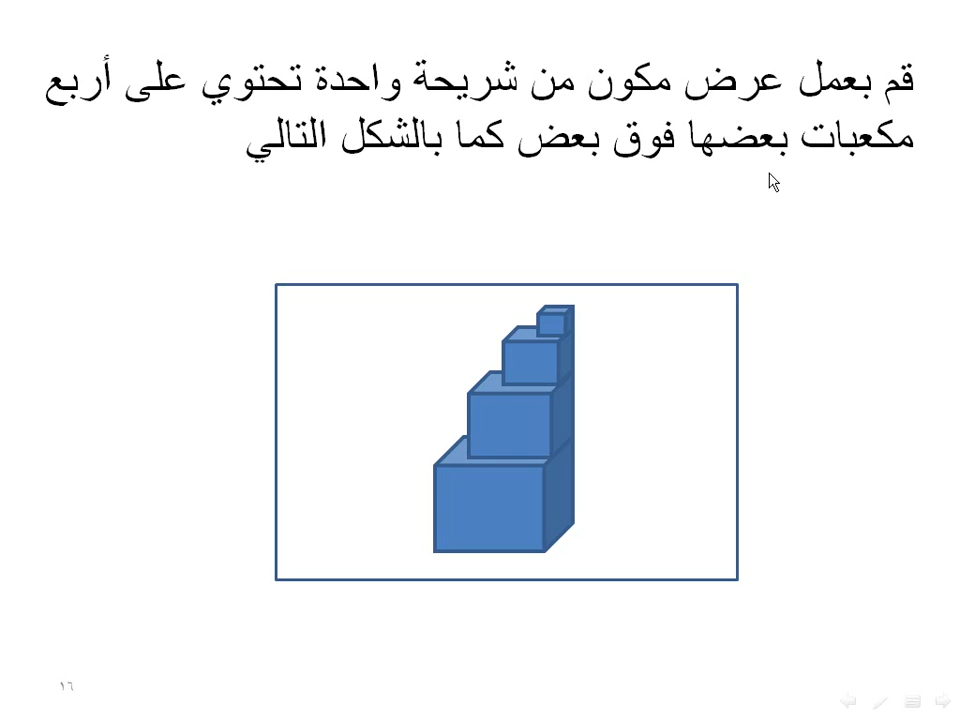 قم بعمل عرض مكون من شريحة واحدة تحتوي على أربع
مكعبات بعضها فوق بعض كما بالشكل التالي
١٦